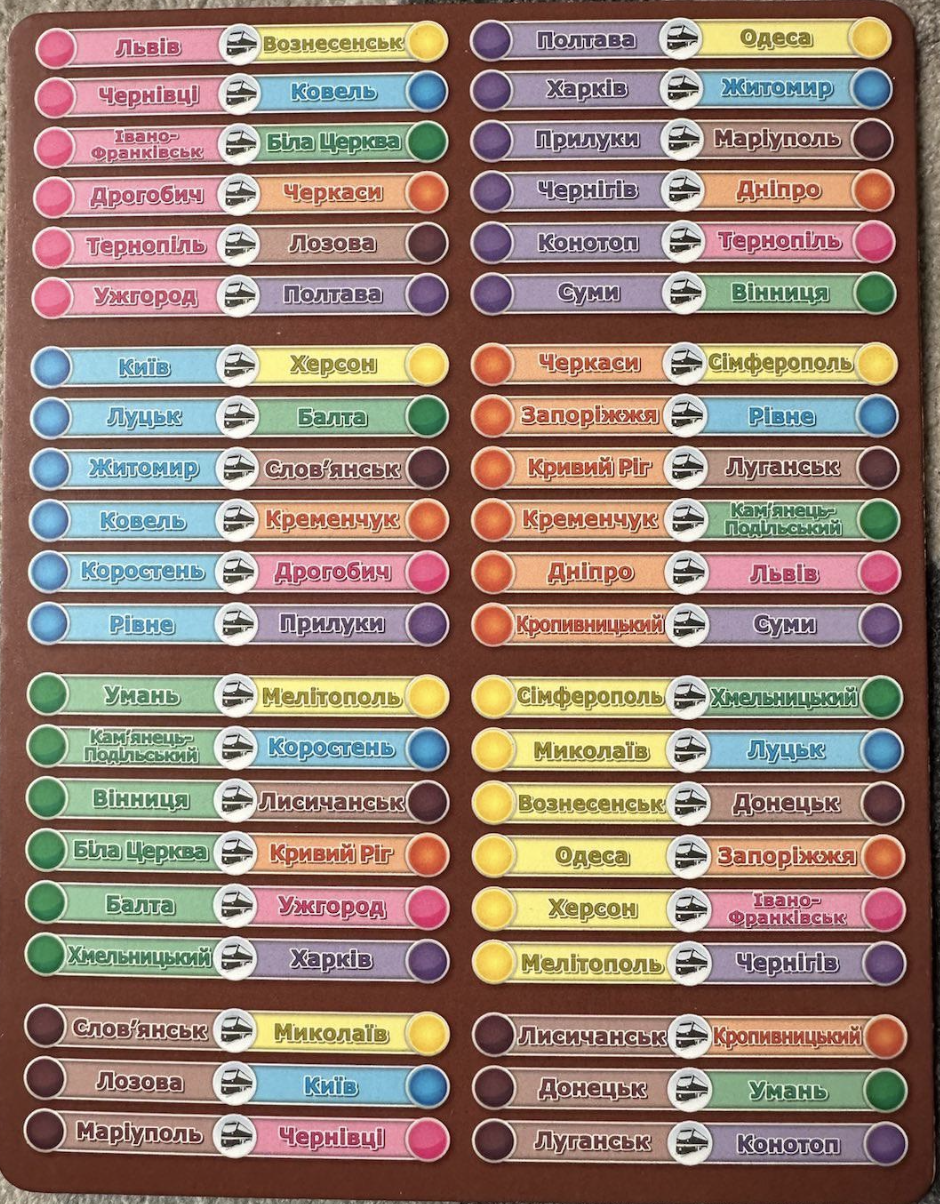 Львів Вознесенськ
Чернівці Ковель
Івано-
Франківськ Біла Церква
Дрогобич Черкаси
Тернопіль Лозова
Ужгород Полтава
Полтава Одеса
Харків Житомир
Прилуки Маріуполь
Чернігів Дніпро
Конотоп Тернопіль
Суми Вінниця
Київ Херсон
Луцьк Балта
Житомир Слов’янськ
Ковель Кременчук
Коростень Дрогобич
Рівне Прилуки
Черкаси Сімферополь
Запоріжжя Рівне
Кривий Ріг Луганськ
Кременчук Кам’янець-
Подільський
Дніпро Львів
Кропивницький Суми
Умань Мелітополь
Кам’янець-
Подільський Коростень
Вінниця Лисичанськ
Біла Церква Кривий Ріг
Балта Ужгород
Хмельницький Харків
Сімферополь Хмельницький
Миколаїв Луцьк
Вознесенськ Донецьк
Одеса Запоріжжя
Херсон Івано-
Франківськ
Мелітополь Чернігів
Слов’янськ Миколаїв
Лозова Київ
Маріуполь Чернівці
Лисичанськ Кропивницький
Донецьк Умань
Луганськ Конотоп